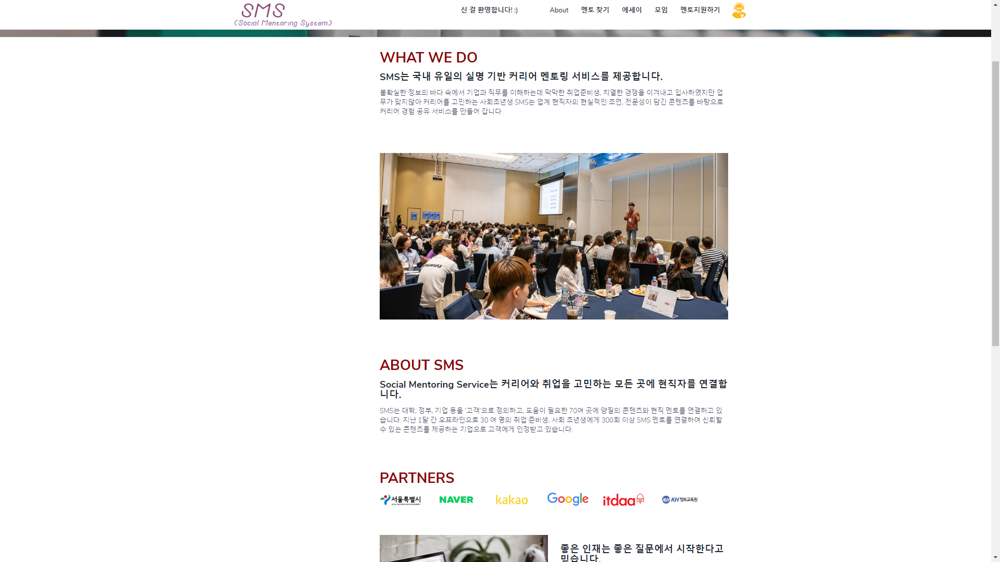 SMS
(Social Mentoring System)
신 걸 환영합니다! :)
About
멘토 찾기
에세이
모임
멘토지원하기
WHAT WE DO
SMS는 국내 유일의 실명 기반 커리어 멘토링 서비스를 제공합니다.
불확실한 정보의 바다 속에서 기업과 직무를 이해하는데 막막한 취업준비생, 치열한 경쟁을 이겨내고 입사하였지만 업
무가 맞지않아 커리어를 고민하는 사회초년생 SMS는 업계 현직자의 현실적인 조언, 전문성이 담긴 콘텐츠를 바탕으로
커리어 경험 공유 서비스를 만들어 갑니다.
ABOUT SMS
Social Mentoring Service는 커리어와 취업을 고민하는 모든 곳에 현직자를 연결합
니다.
SMS는 대학, 정부, 기업 등을 '고객'으로 정의하고, 도움이 필요한 70여 곳에 양질의 콘텐츠와 현직 멘토를 연결하고 있
습니다. 지난 1달 간 오프라인으로 30 여 명의 취업 준비생, 사회 초년생에게 300회 이상 SMS 멘토를 연결하여 신뢰할
수 있는 콘텐츠를 제공하는 기업으로 고객에게 인정받고 있습니다.
PARTNERS
서울특별시
SEOUL METROPOLITAN GOVERNMENT
NAVER
kakao
Google
itdaa
KH KH정보교육원
좋은 인재는 좋은 질문에서 시작한다고
믿습니다.